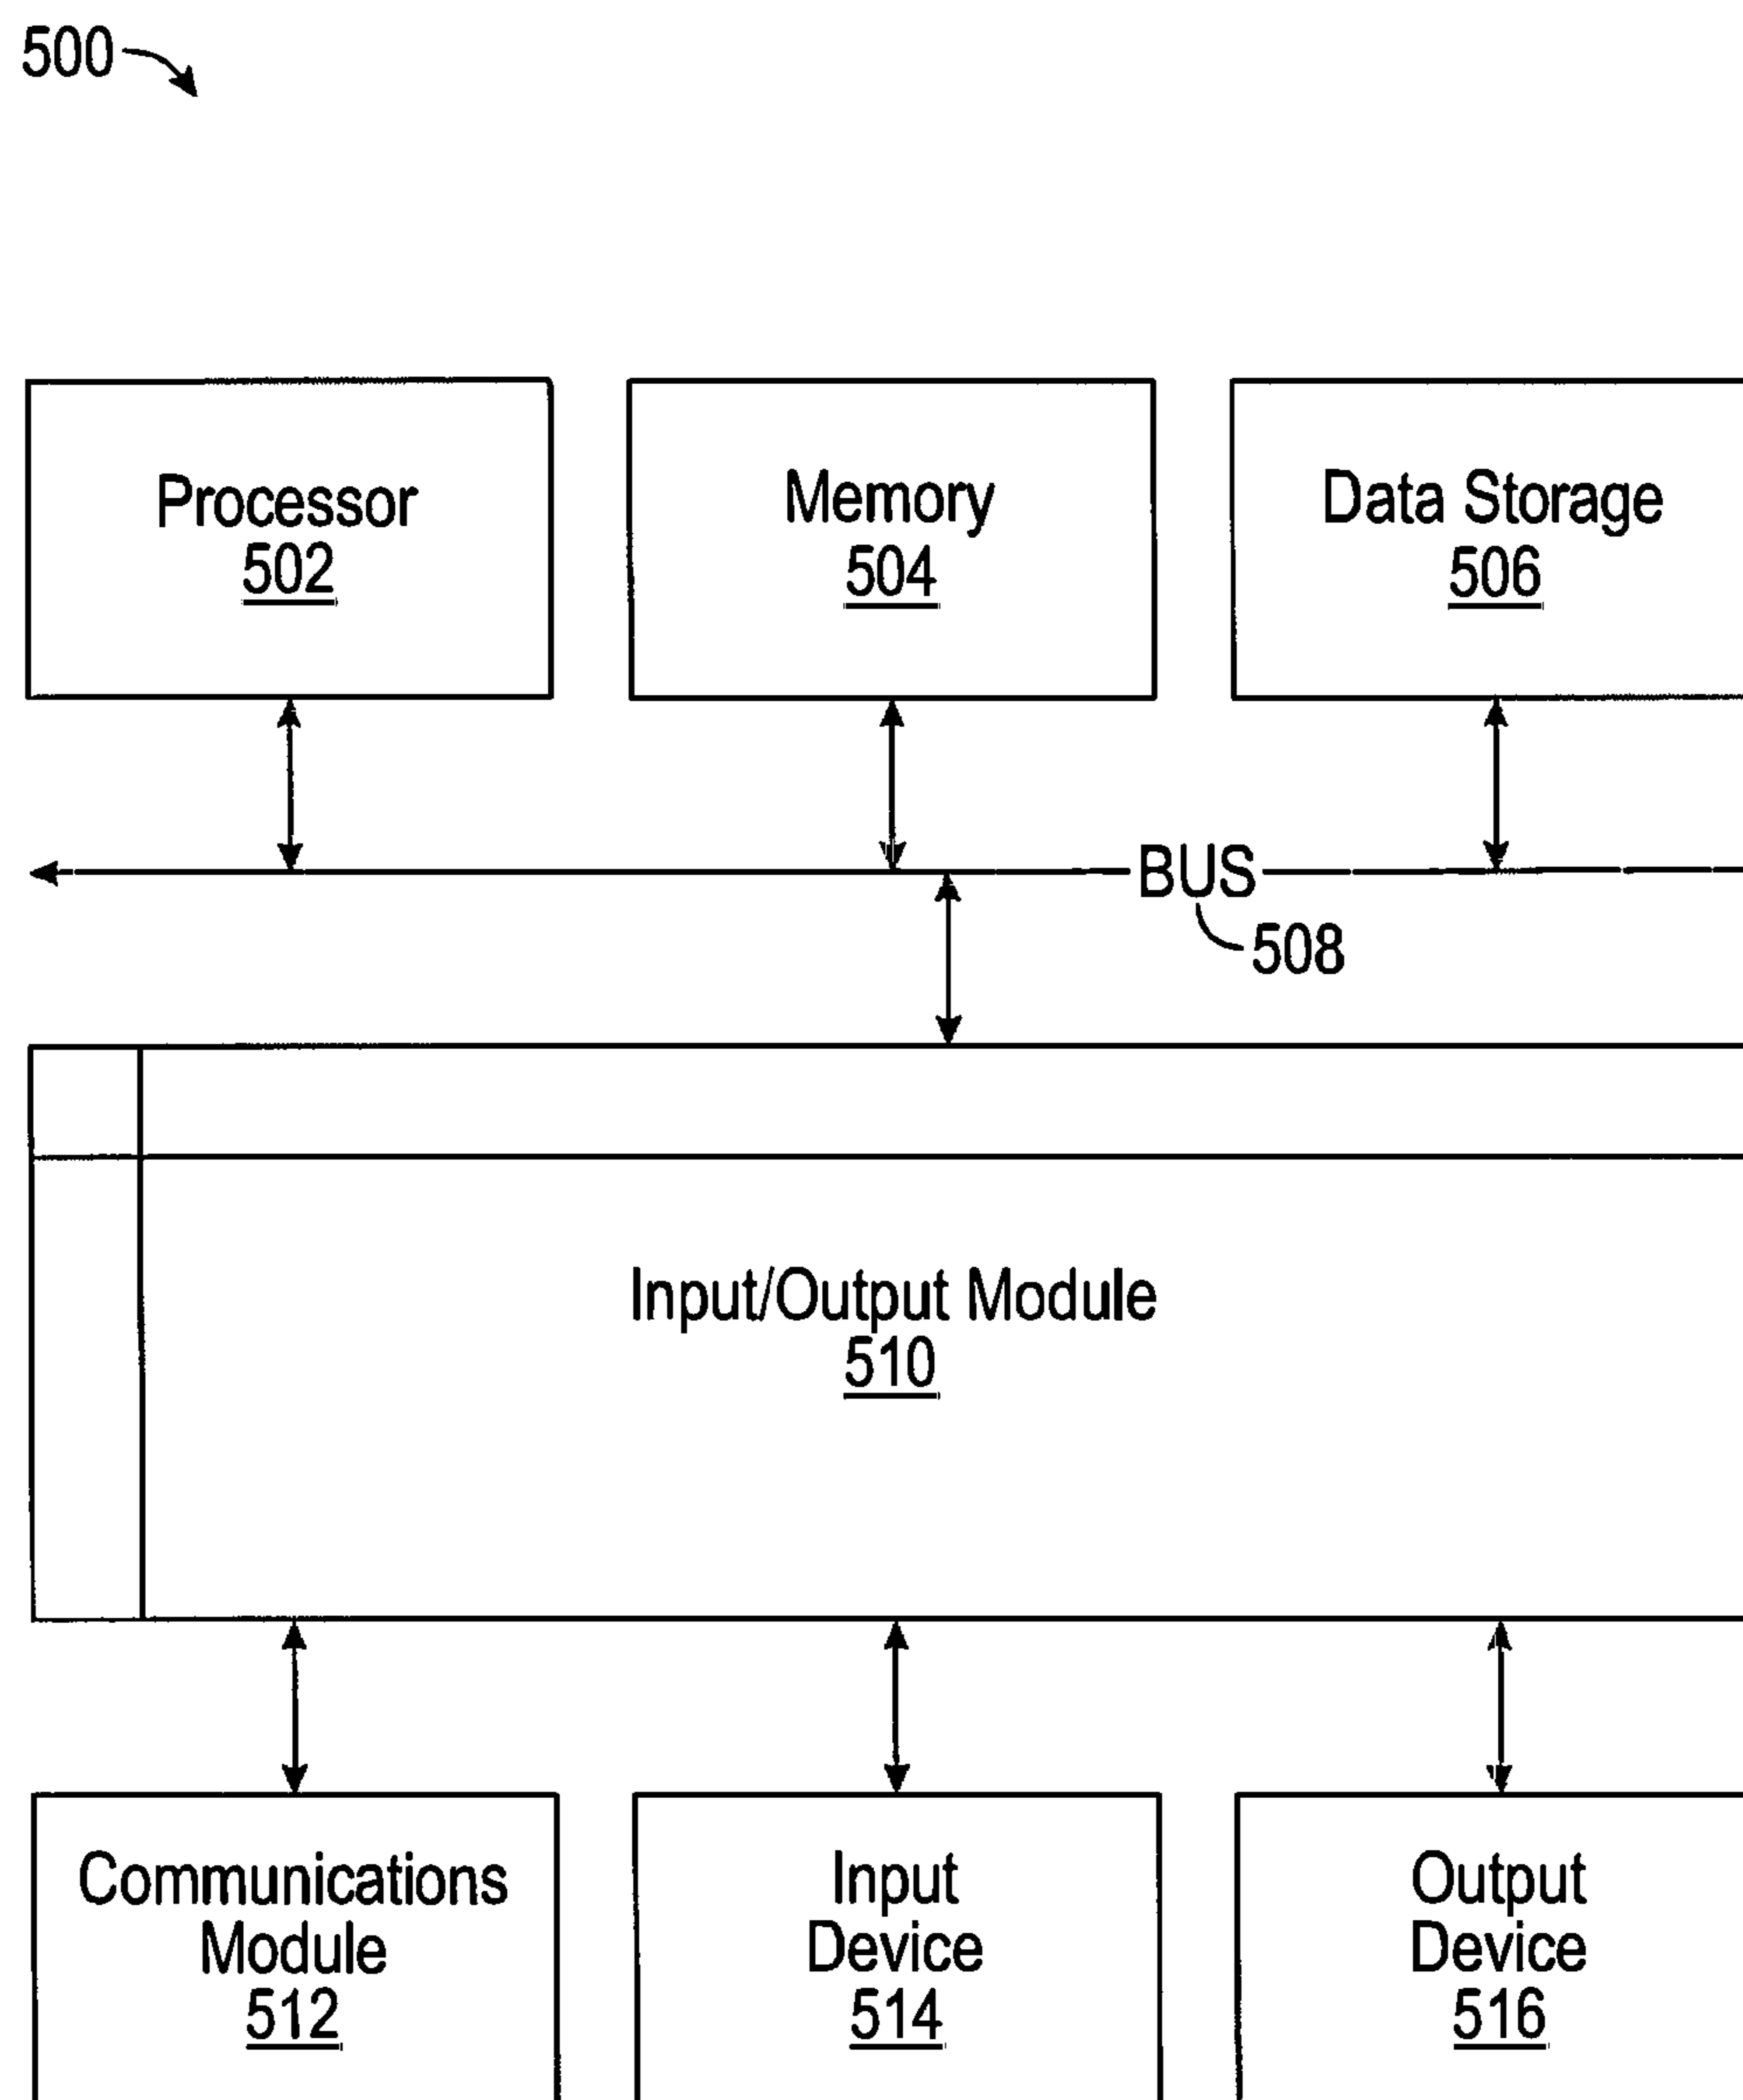 500
Processor
502
Memory
504
Data Storage
506
BUS
508
Input/Output Module
510
Communications
Module
512
Input
Device
514
Output
Device
516